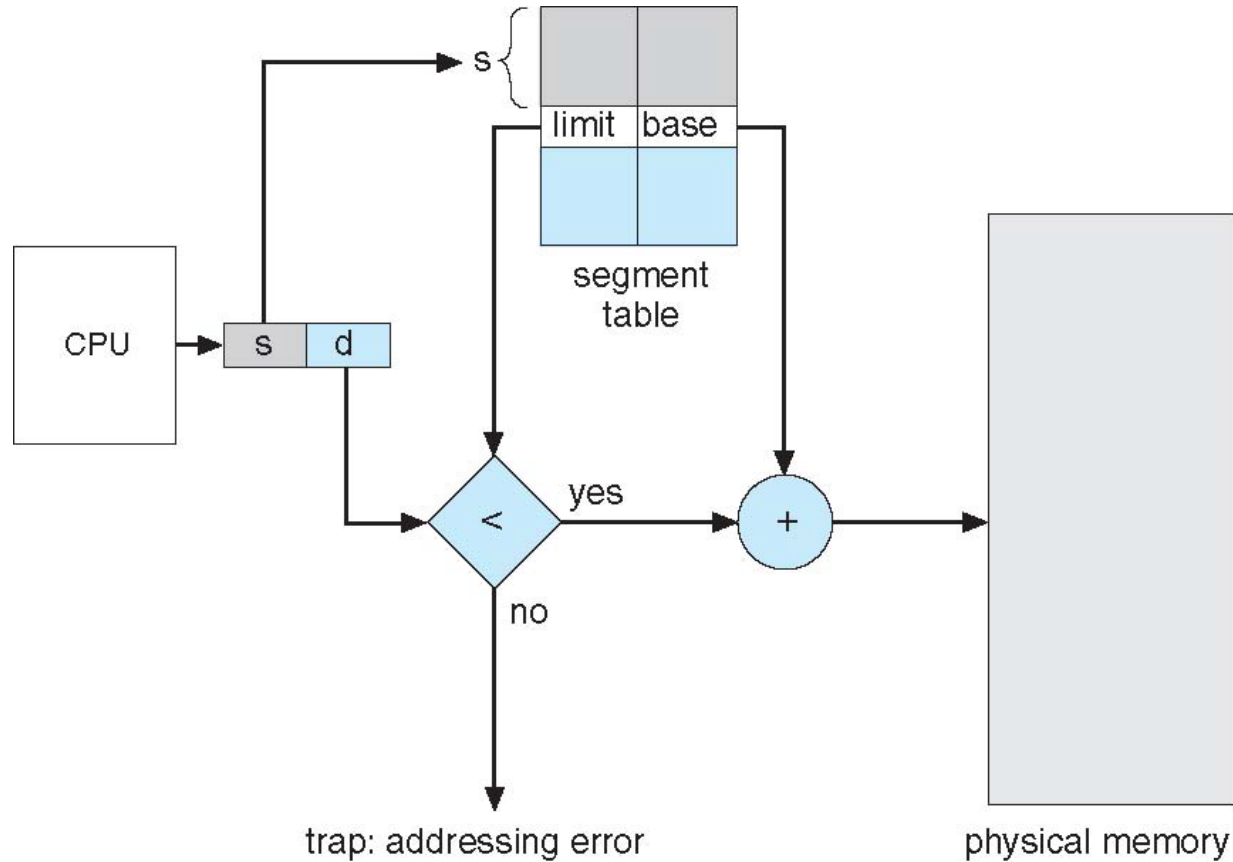 s
limit base
segment
table
CPU
s d
<
yes
+
no
trap: addressing error
physical memory